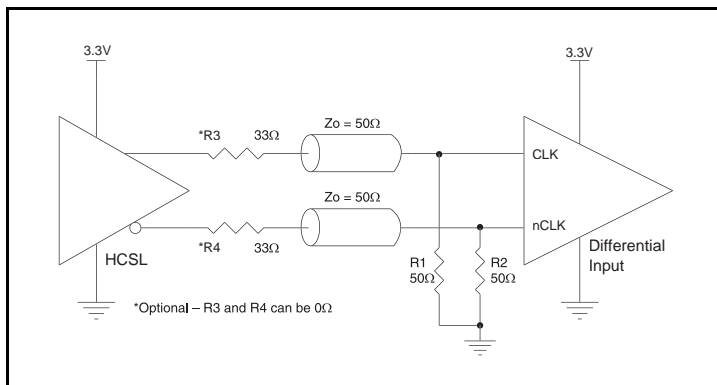 3.3V
3.3V
*R3 33Ω
Zo = 50Ω
CLK
Zo = 50Ω
nCLK
*R4 33Ω
HCSL
Differential
Input
R1
50Ω
R2
50Ω
*Optional – R3 and R4 can be 0Ω